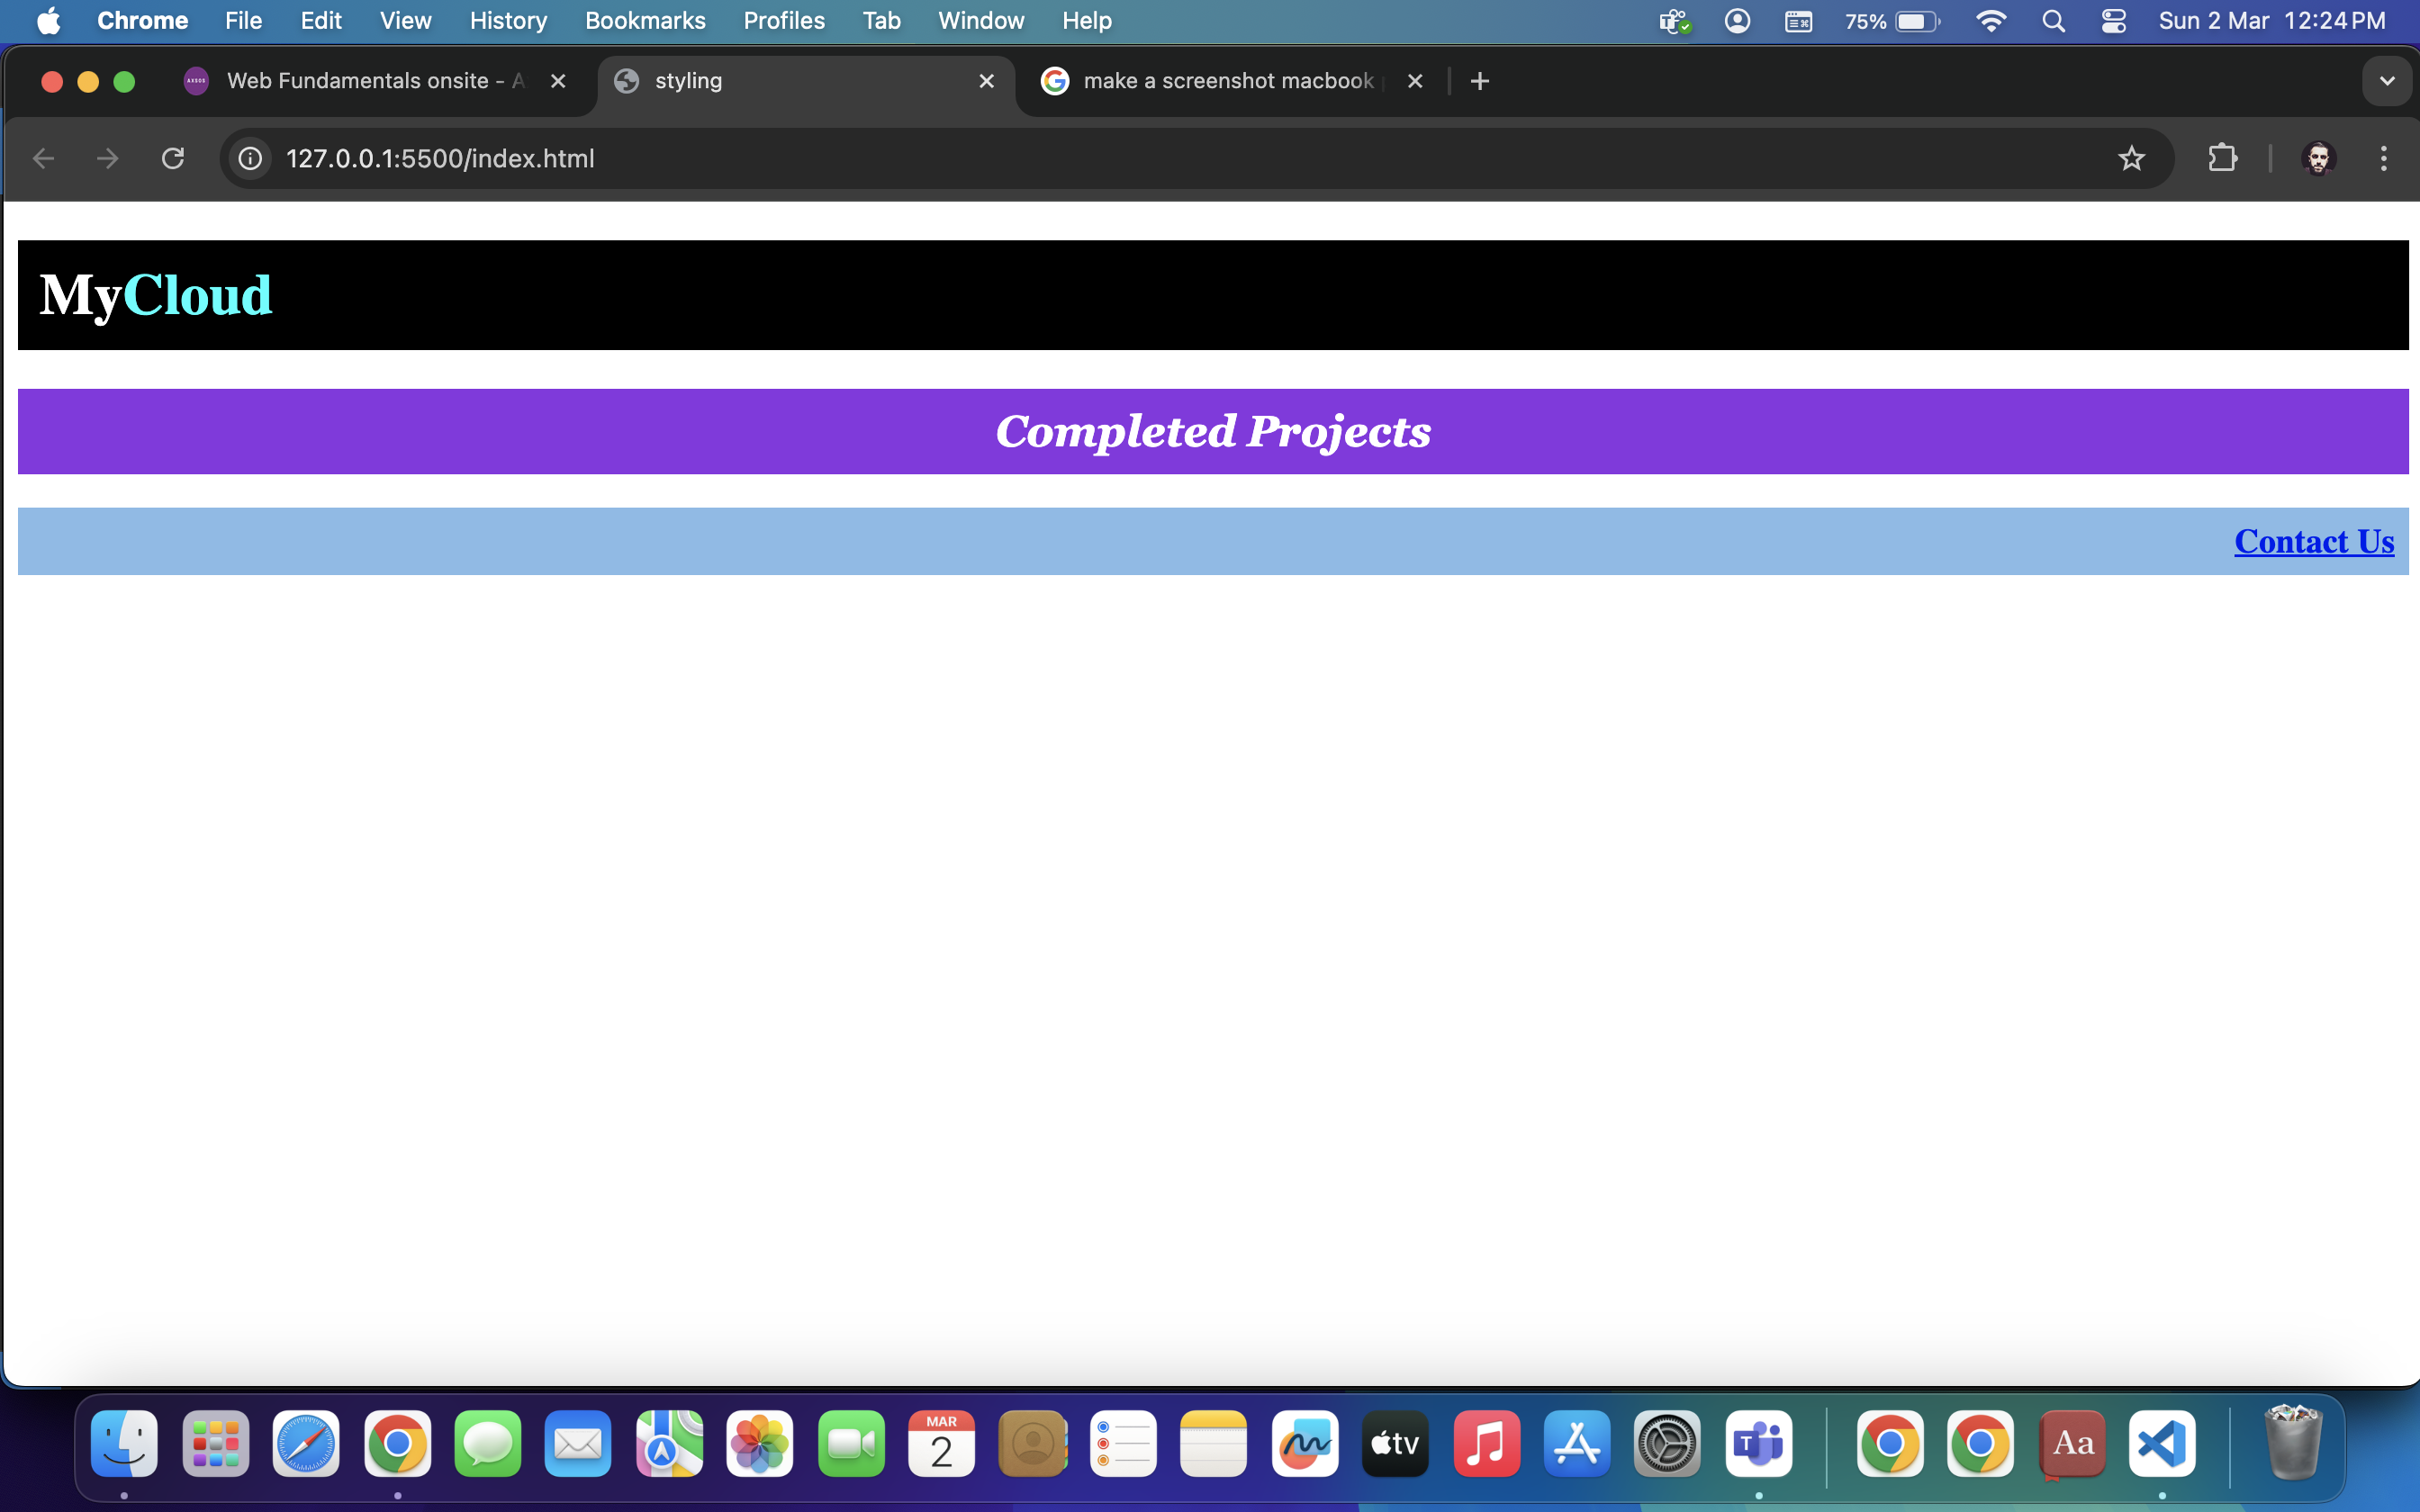 Chrome File Edit View History Bookmarks Profiles Tab Window Help 75% Sun 2 Mar 12:24 PM
Web Fundamentals onsite - A styling make a screenshot macbook
127.0.0.1:5500/index.html
MyCloud
Completed Projects
Contact Us
MAR
2
tv
T
Aa